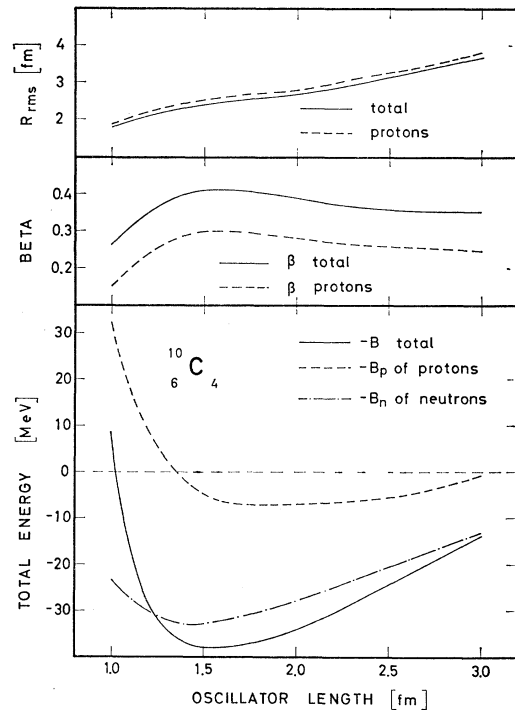 R rms [fm]
4
3
2
total
protons
BETA
0.4
0.3
0.2
β total
β protons
TOTAL ENERGY [MeV]
30
20
10
0
-10
-20
-30
10
6 C 4
-B total
-Bp of protons
-Bn of neutrons
1.0 1.5 2.0 2.5 3.0
OSCILLATOR LENGTH [fm]